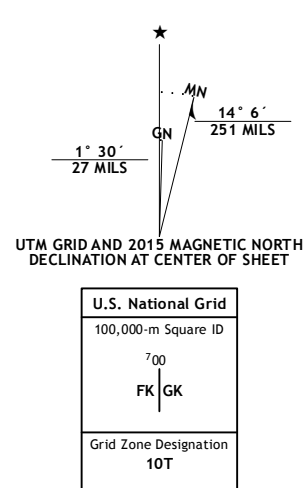 ★
MN
GN
14° 6´
251 MILS
1° 30´
27 MILS
UTM GRID AND 2015 MAGNETIC NORTH
DECLINATION AT CENTER OF SHEET
U.S. National Grid
100,000-m Square ID
⁷00
FK GK
Grid Zone Designation
10T